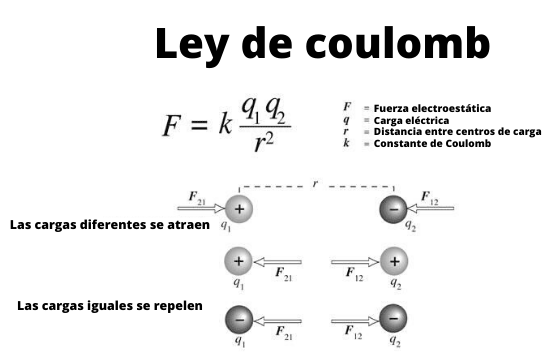 Ley de coulomb
F = k q₁ q₂ / r²
F = Fuerza electroestática
q = Carga eléctrica
r = Distancia entre centros de carga
k = Constante de Coulomb
r
F₂₁ + − F₁₂
Las cargas diferentes se atraen q₁ q₂
+ F₂₁ F₁₂ +
q₁ q₂
Las cargas iguales se repelen
− F₂₁ F₁₂ −
q₁ q₂